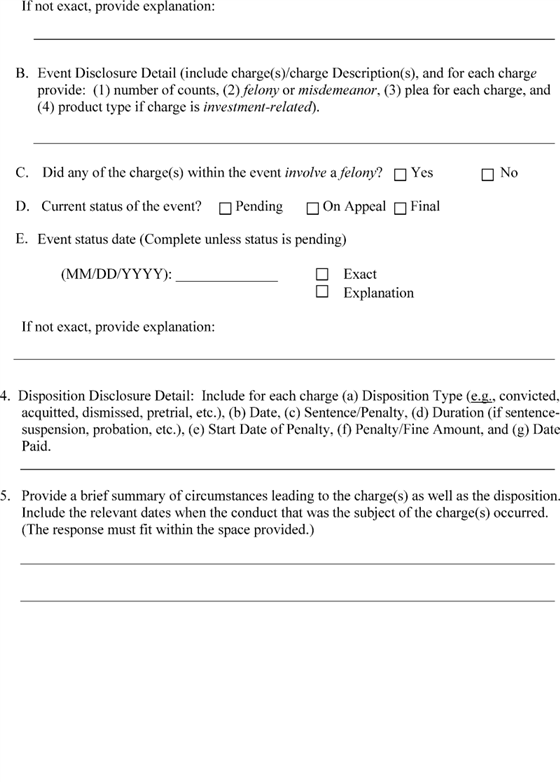 If not exact, provide explanation:
B. Event Disclosure Detail (include charge(s)/charge Description(s), and for each charge
provide: (1) number of counts, (2) felony or misdemeanor, (3) plea for each charge, and
(4) product type if charge is investment-related).
C. Did any of the charge(s) within the event involve a felony? ☐ Yes ☐ No
D. Current status of the event? ☐ Pending ☐ On Appeal ☐ Final
E. Event status date (Complete unless status is pending)
(MM/DD/YYYY): ______________ ☐ Exact
☐ Explanation
If not exact, provide explanation:
4. Disposition Disclosure Detail: Include for each charge (a) Disposition Type (e.g., convicted,
acquitted, dismissed, pretrial, etc.), (b) Date, (c) Sentence/Penalty, (d) Duration (if sentence-
suspension, probation, etc.), (e) Start Date of Penalty, (f) Penalty/Fine Amount, and (g) Date
Paid.
5. Provide a brief summary of circumstances leading to the charge(s) as well as the disposition.
Include the relevant dates when the conduct that was the subject of the charge(s) occurred.
(The response must fit within the space provided.)